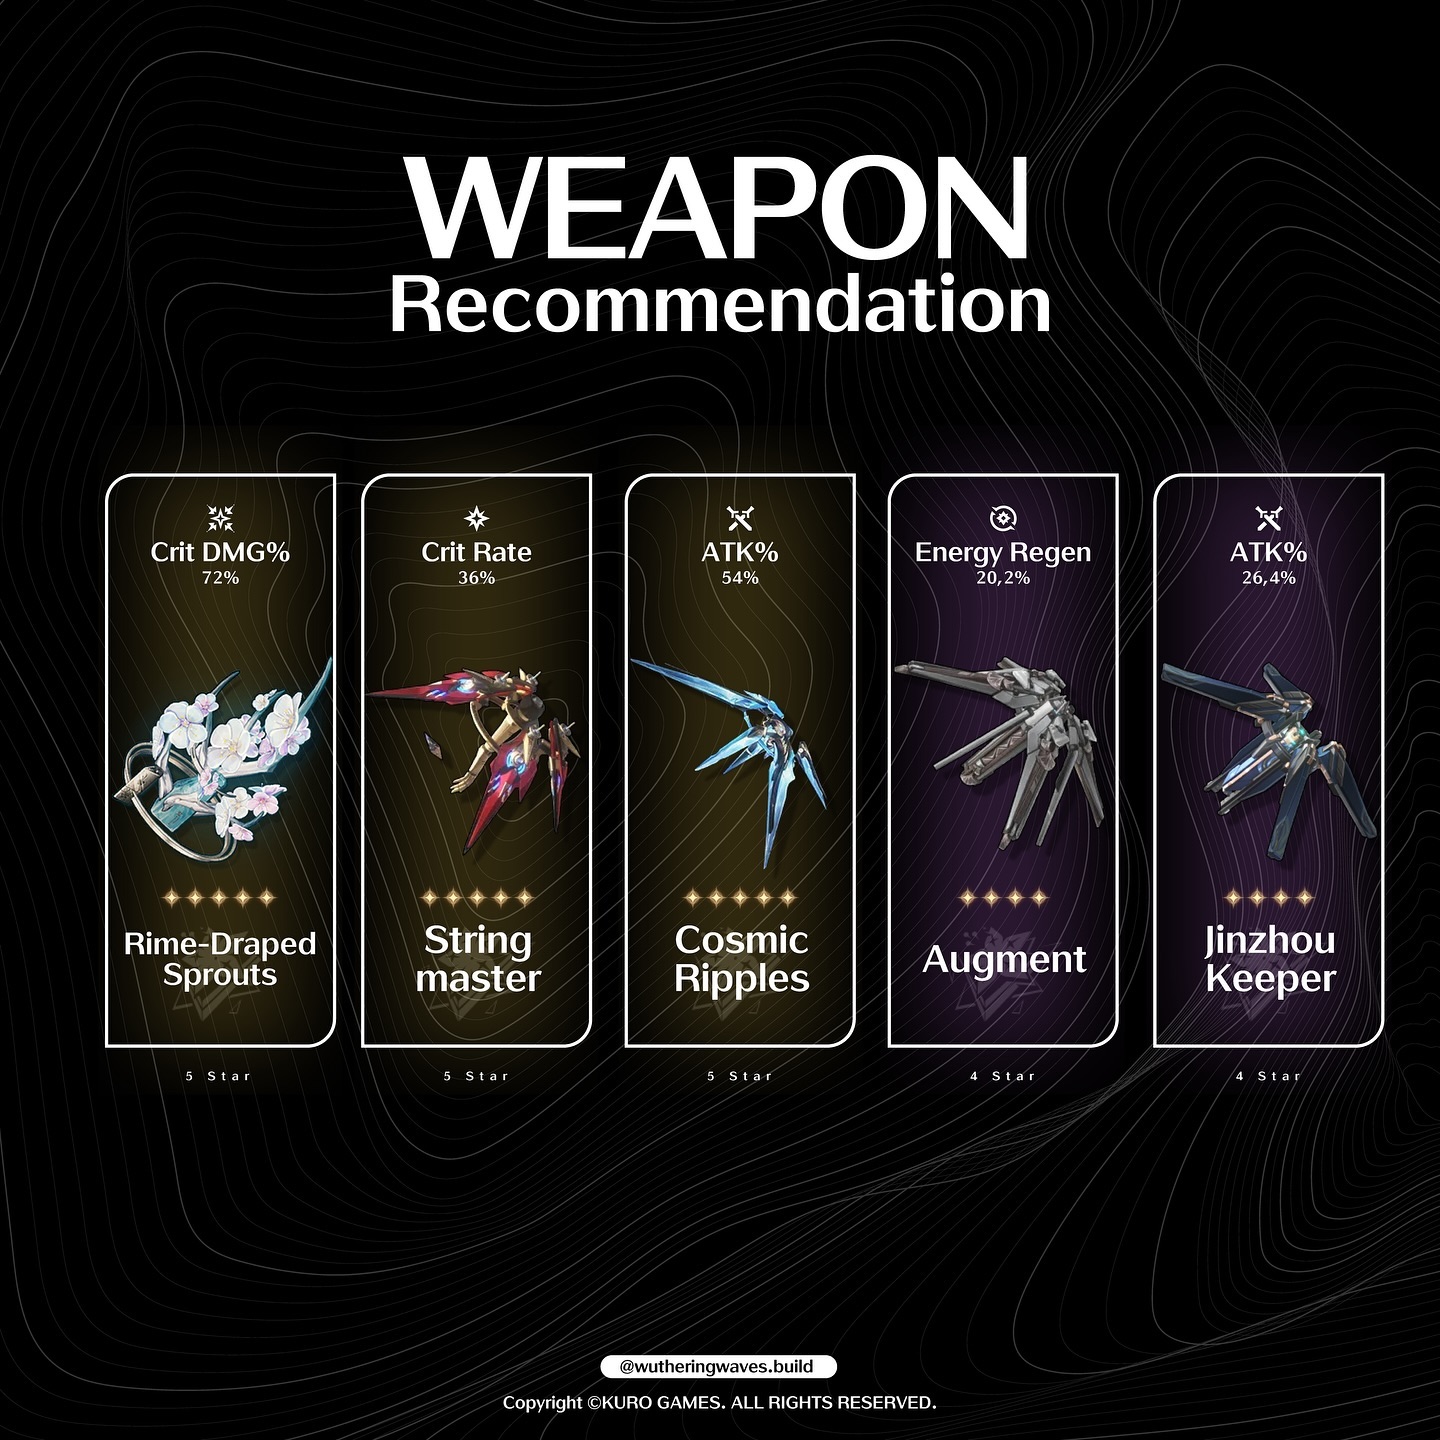 WEAPON
Recommendation
Crit DMG%
72%
Rime-Draped
Sprouts
5 Star
Crit Rate
36%
String
master
5 Star
ATK%
54%
Cosmic
Ripples
5 Star
Energy Regen
20,2%
Augment
4 Star
ATK%
26,4%
Jinzhou
Keeper
4 Star
@wutheringwaves.build
Copyright ©KURO GAMES. ALL RIGHTS RESERVED.